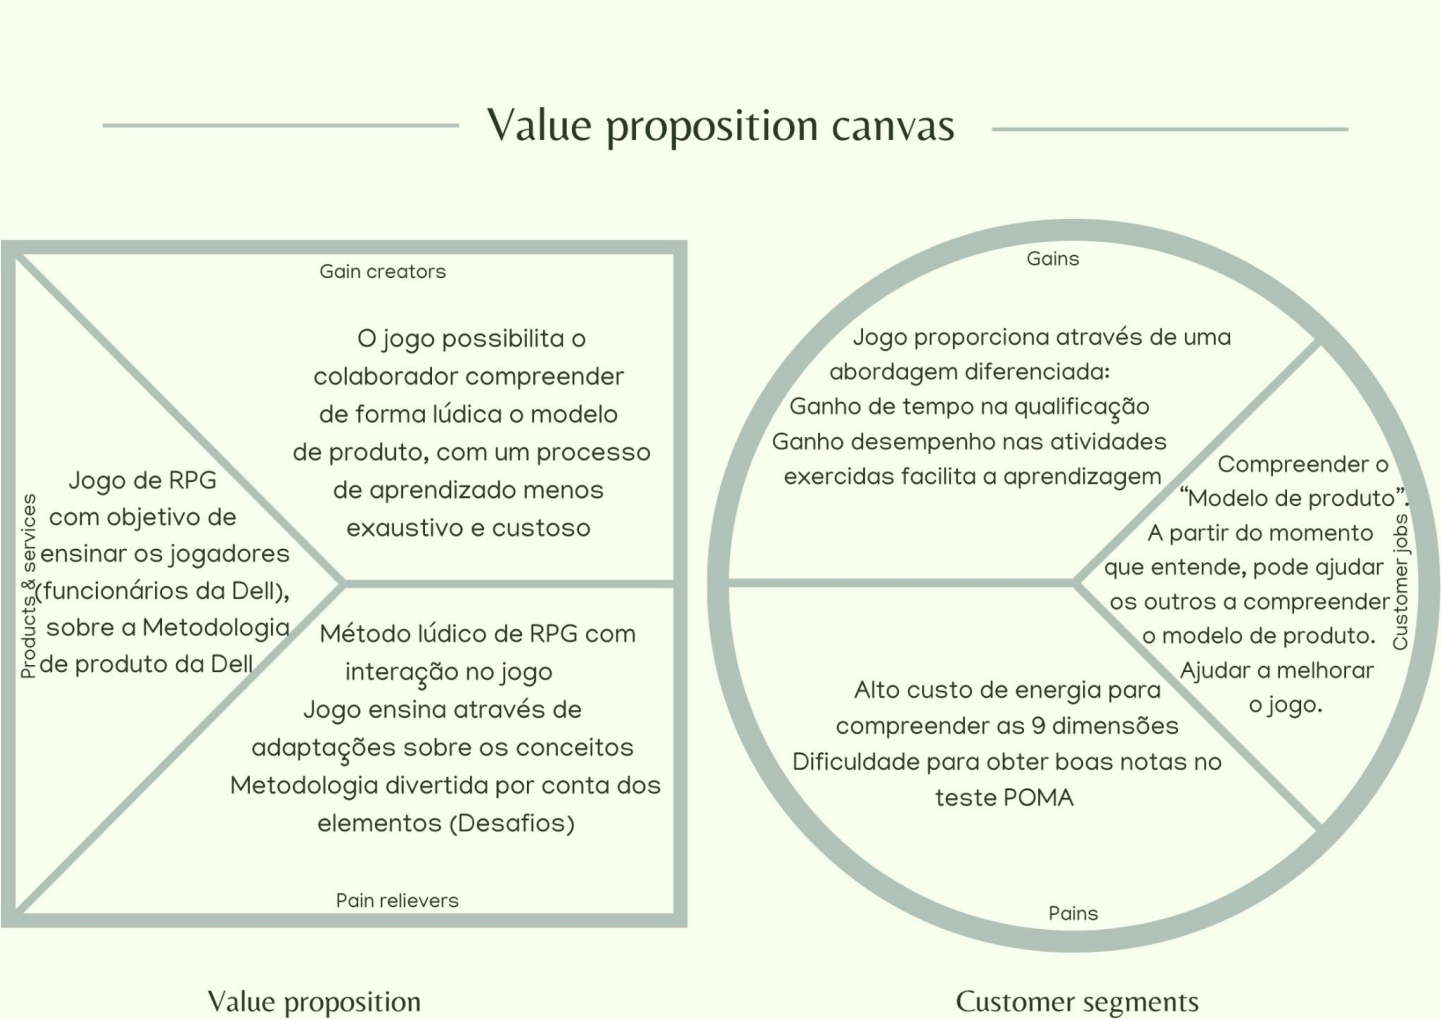 Value proposition canvas
Gain creators
O jogo possibilita o
colaborador compreender
de forma lúdica o modelo
de produto, com um processo
de aprendizado menos
exaustivo e custoso
Products & services
Jogo de RPG
com objetivo de
ensinar os jogadores
(funcionários da Dell),
sobre a Metodologia
de produto da Dell
Método lúdico de RPG com
interação no jogo
Jogo ensina através de
adaptações sobre os conceitos
Metodologia divertida por conta dos
elementos (Desafios)
Pain relievers
Value proposition
Gains
Jogo proporciona através de uma
abordagem diferenciada:
Ganho de tempo na qualificação
Ganho desempenho nas atividades
exercidas facilita a aprendizagem
Compreender o
“Modelo de produto”.
A partir do momento
que entende, pode ajudar
os outros a compreender
o modelo de produto.
Ajudar a melhorar
o jogo.
Customer jobs
Alto custo de energia para
compreender as 9 dimensões
Dificuldade para obter boas notas no
teste POMA
Pains
Customer segments